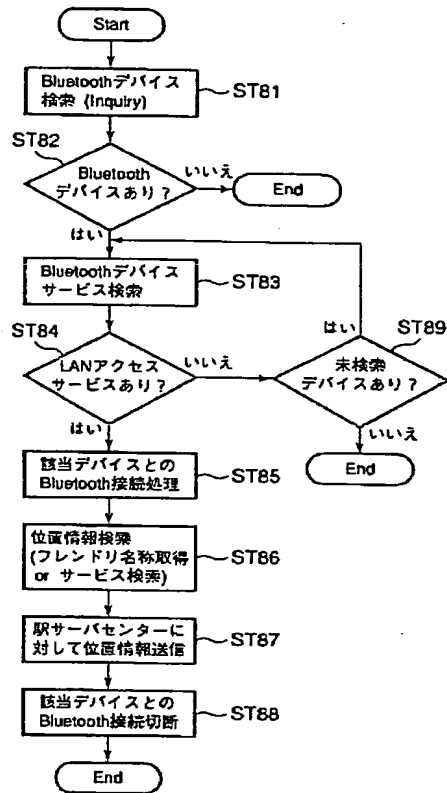 Start
Bluetoothデバイス
検索 (Inquiry)
ST81
ST82
Bluetooth
デバイスあり?
いいえ
End
はい
Bluetoothデバイス
サービス検索
ST83
ST84
LANアクセス
サービスあり?
いいえ
ST89
はい
未検索
デバイスあり?
いいえ
End
はい
該当デバイスとの
Bluetooth接続処理
ST85
位置情報検索
(フレンドリ名称取得
or サービス検索)
ST86
駅サーバセンターに
対して位置情報送信
ST87
該当デバイスとの
Bluetooth接続切断
ST88
End